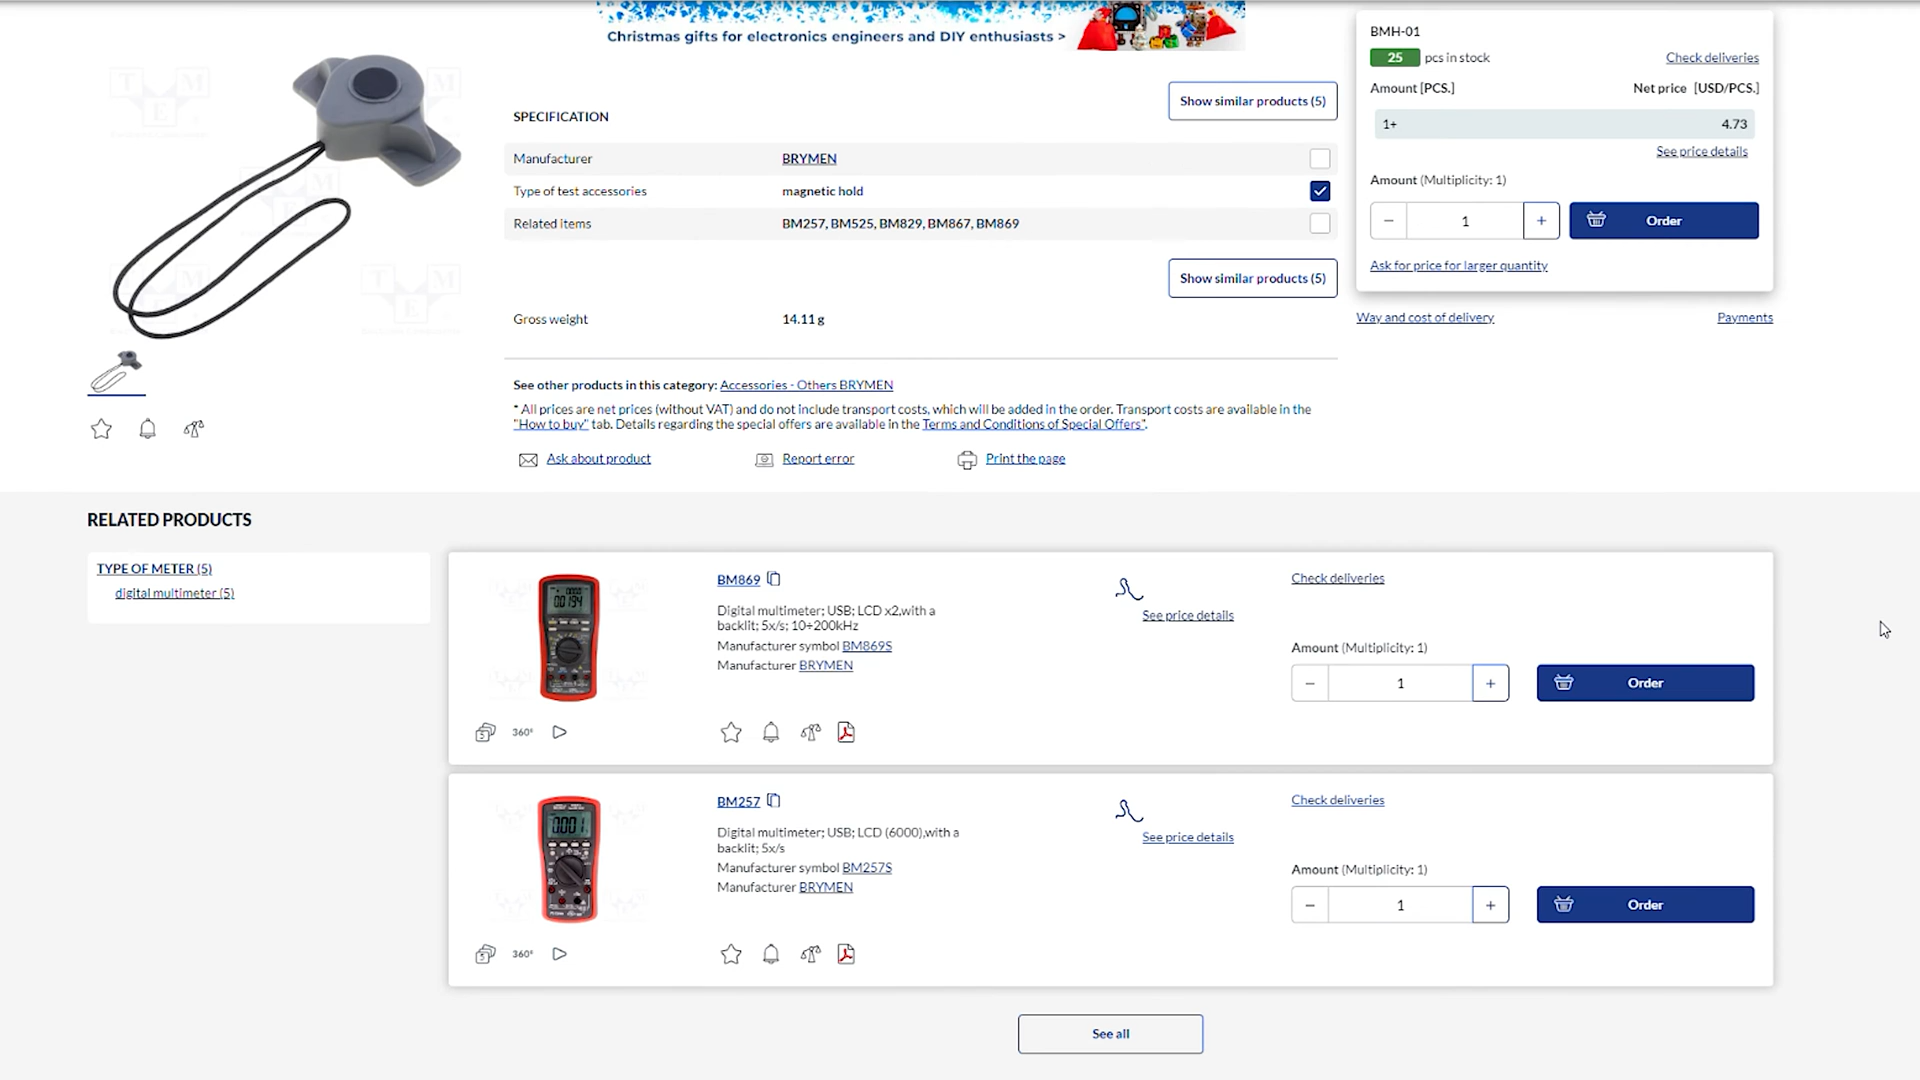 Christmas gifts for electronics engineers and DIY enthusiasts >
T M E
SPECIFICATION
Show similar products (5)
Manufacturer BRYMEN
Type of test accessories magnetic hold
Related items BM257, BM525, BM829, BM867, BM869
Show similar products (5)
Gross weight 14.11 g
See other products in this category: Accessories - Others BRYMEN
* All prices are net prices (without VAT) and do not include transport costs, which will be added in the order. Transport costs are available in the
"How to buy" tab. Details regarding the special offers are available in the Terms and Conditions of Special Offers".
Ask about product Report error Print the page
BMH-01
25 pcs in stock Check deliveries
Amount [PCS.] Net price [USD/PCS.]
1+ 4.73
See price details
Amount (Multiplicity: 1)
− 1 + Order
Ask for price for larger quantity
Way and cost of delivery Payments
RELATED PRODUCTS
TYPE OF METER (5)
digital multimeter (5)
BM869
Digital multimeter; USB; LCD x2,with a
backlit; 5x/s; 10÷200kHz
Manufacturer symbol BM869S
Manufacturer BRYMEN
5 360°
See price details
Check deliveries
Amount (Multiplicity: 1)
− 1 + Order
BM257
Digital multimeter; USB; LCD (6000),with a
backlit; 5x/s
Manufacturer symbol BM257S
Manufacturer BRYMEN
5 360°
See price details
Check deliveries
Amount (Multiplicity: 1)
− 1 + Order
See all